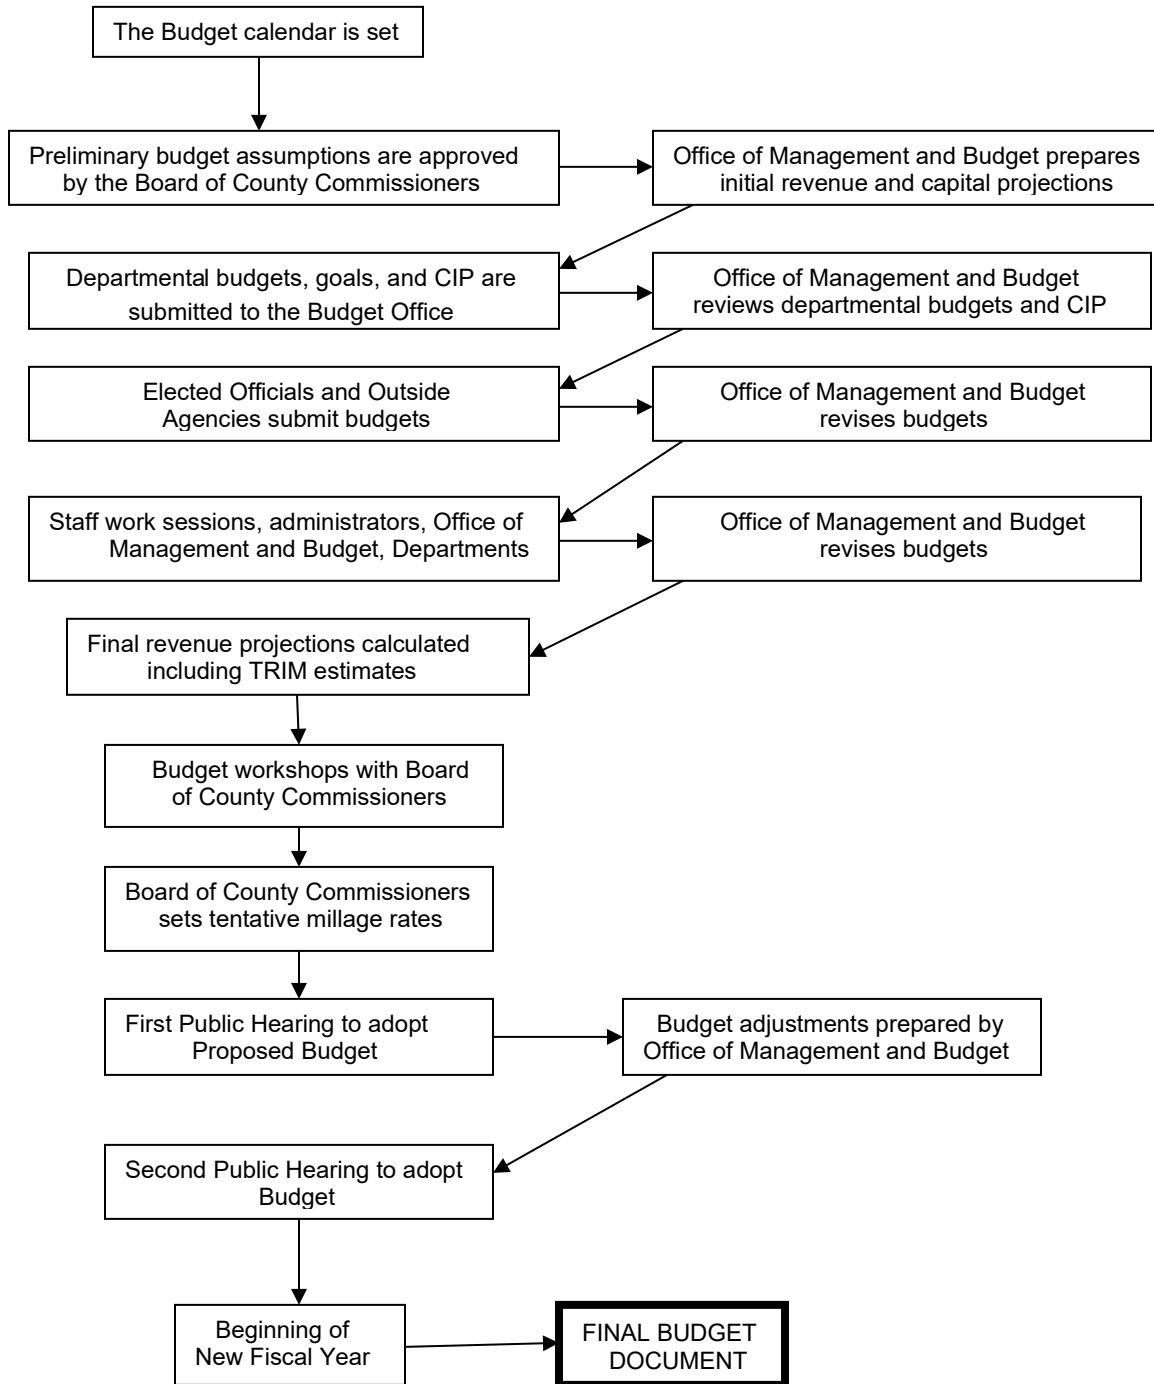 The Budget calendar is set
Preliminary budget assumptions are approved
by the Board of County Commissioners
Office of Management and Budget prepares
initial revenue and capital projections
Departmental budgets, goals, and CIP are
submitted to the Budget Office
Office of Management and Budget
reviews departmental budgets and CIP
Elected Officials and Outside
Agencies submit budgets
Office of Management and Budget
revises budgets
Staff work sessions, administrators, Office of
Management and Budget, Departments
Office of Management and Budget
revises budgets
Final revenue projections calculated
including TRIM estimates
Budget workshops with Board
of County Commissioners
Board of County Commissioners
sets tentative millage rates
First Public Hearing to adopt
Proposed Budget
Budget adjustments prepared by
Office of Management and Budget
Second Public Hearing to adopt
Budget
Beginning of
New Fiscal Year
FINAL BUDGET
DOCUMENT